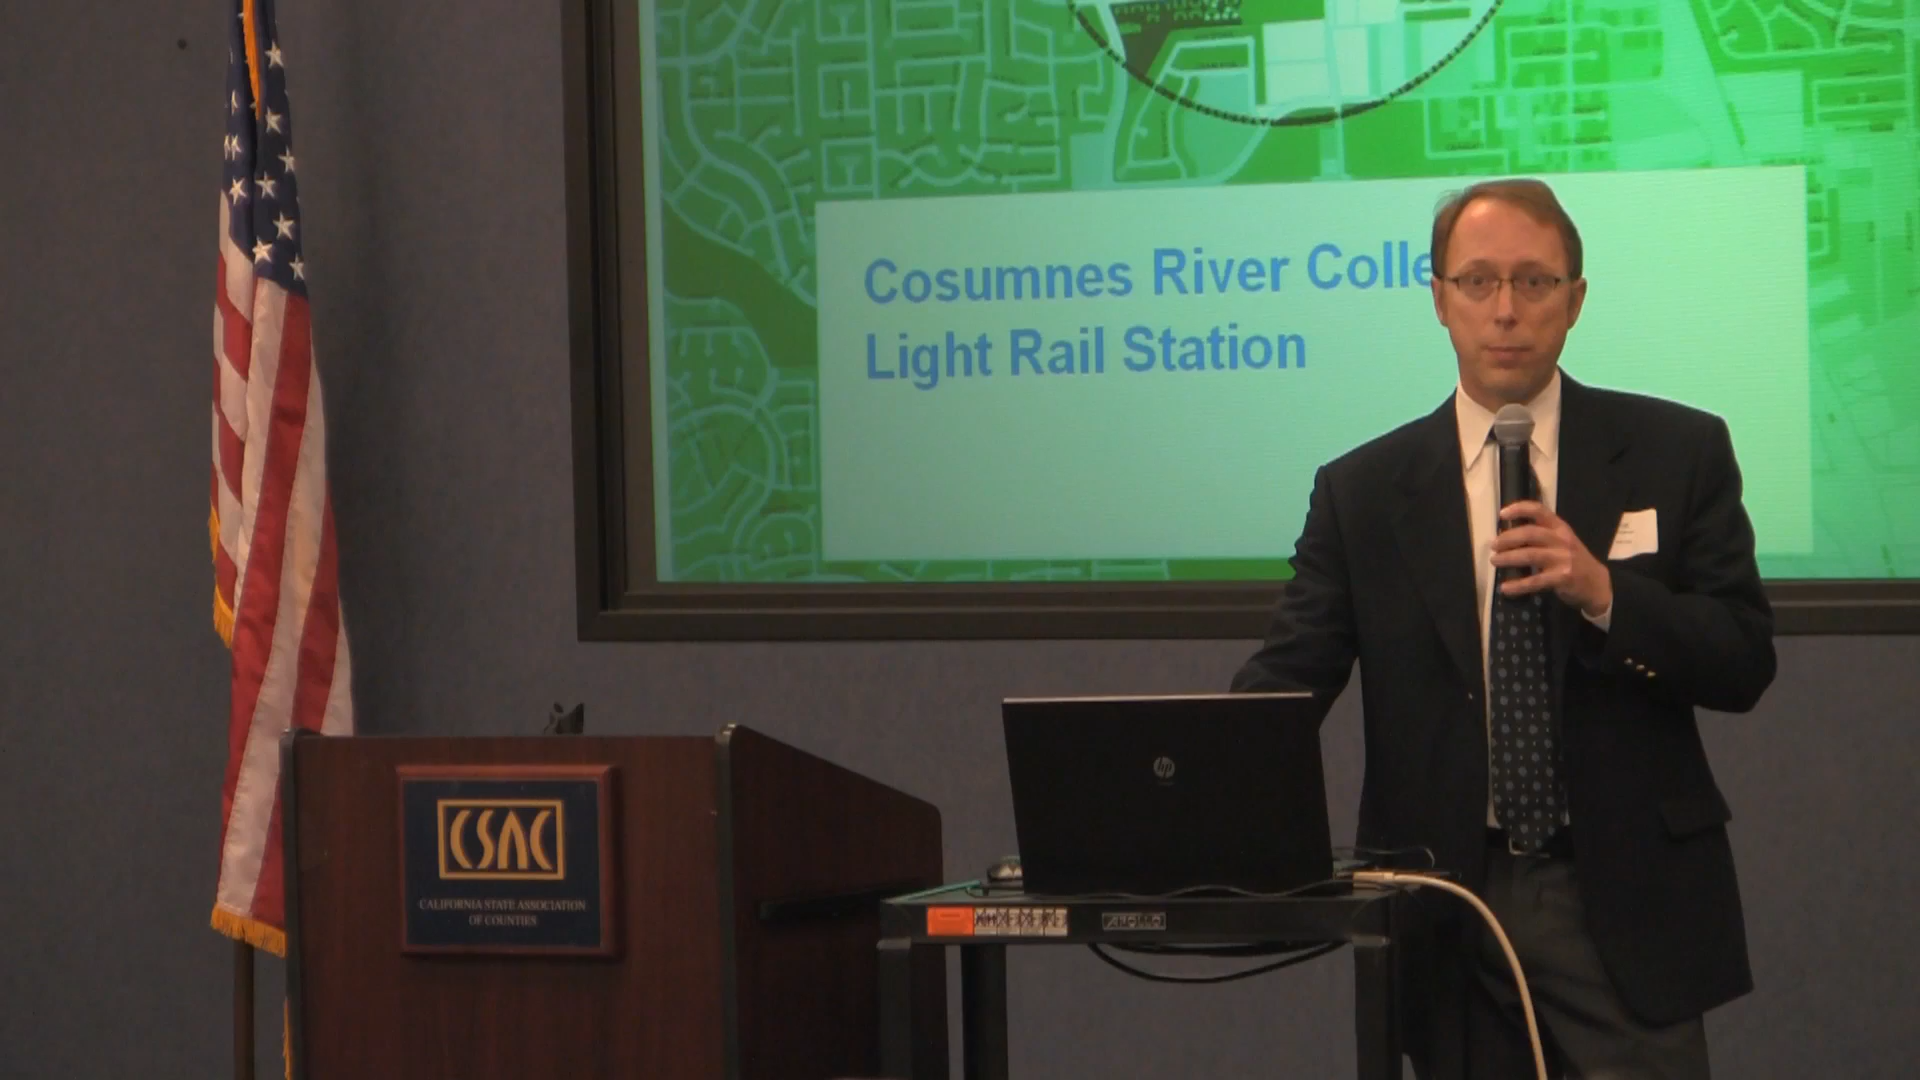 Cosumnes River Colle
Light Rail Station
CSAC
CALIFORNIA STATE ASSOCIATION
OF COUNTIES
hp